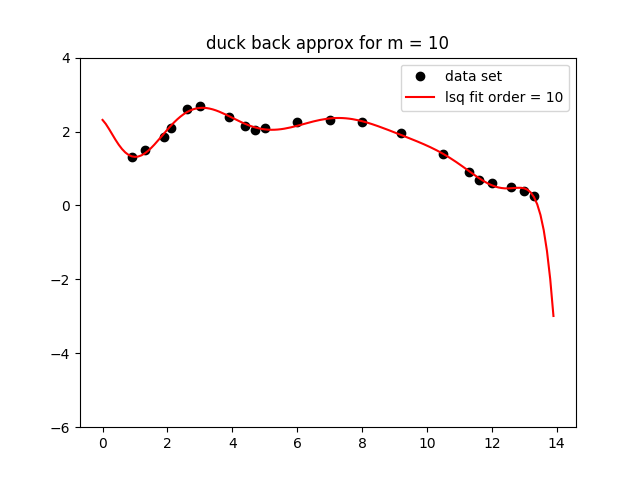 duck back approx for m = 10
data set
lsq fit order = 10
4
2
0
−2
−4
−6
0 2 4 6 8 10 12 14